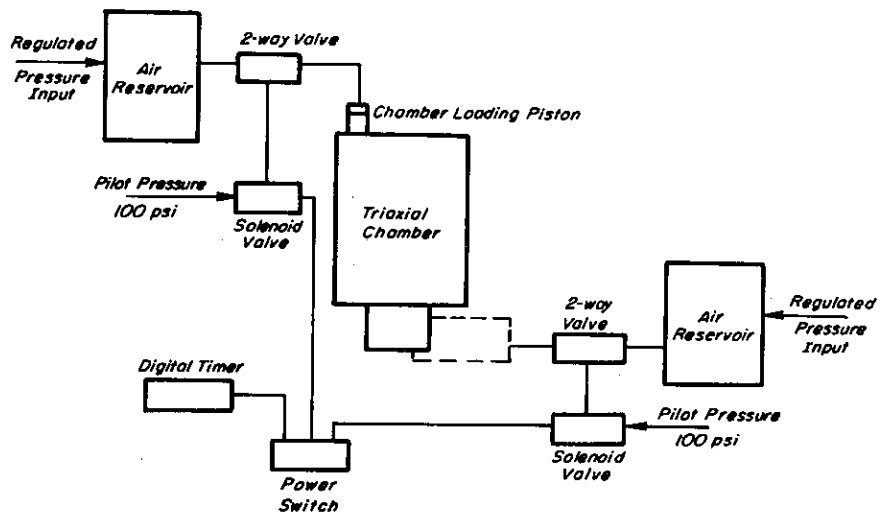 2-way Valve
Regulated
Pressure
Input
Air
Reservoir
Chamber Loading Piston
Pilot Pressure
100 psi
Solenoid
Valve
Triaxial
Chamber
2-way
Valve
Air
Reservoir
Regulated
Pressure
Input
Digital Timer
Pilot Pressure
100 psi
Solenoid
Valve
Power
Switch